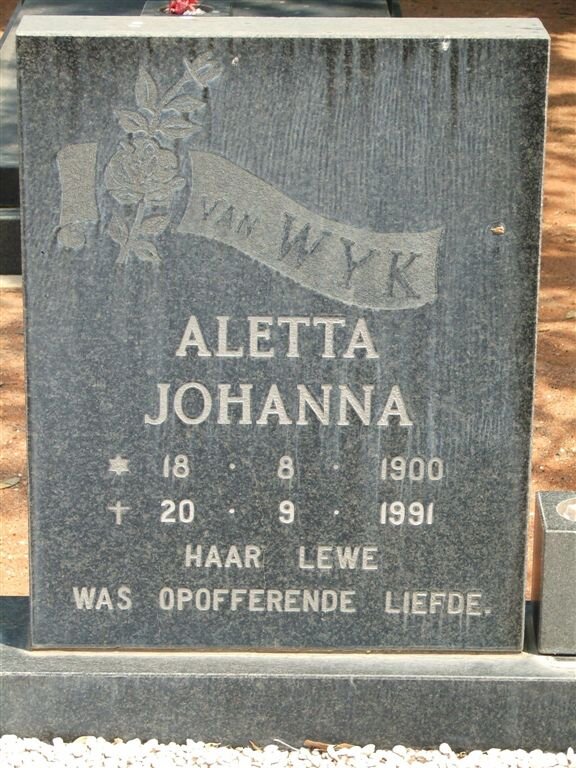 VAN WYK
ALETTA
JOHANNA
18 · 8 · 1900
20 · 9 · 1991
HAAR LEWE
WAS OPOFFERENDE LIEFDE.